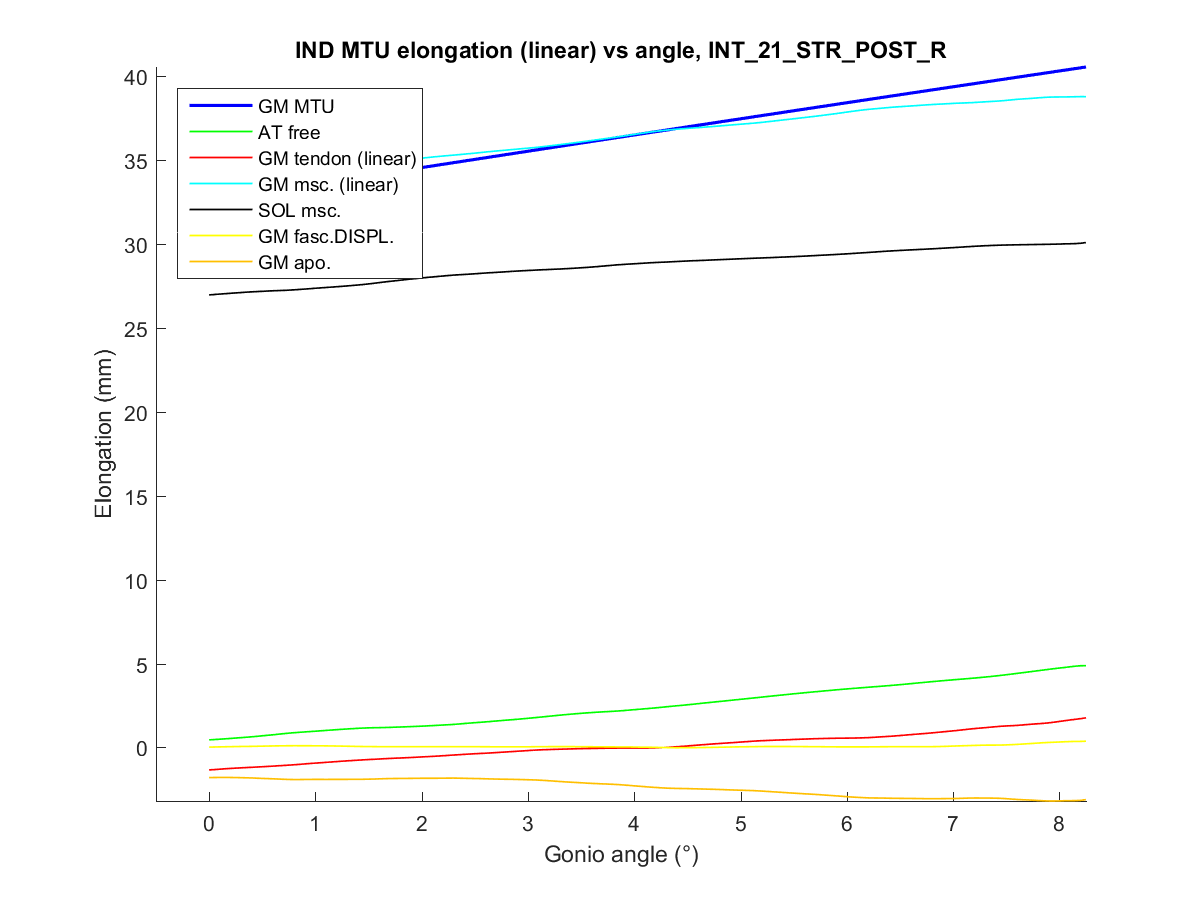 IND MTU elongation (linear) vs angle, INT_21_STR_POST_R
40
35
30
25
20
15
10
5
0
Elongation (mm)
GM MTU
AT free
GM tendon (linear)
GM msc. (linear)
SOL msc.
GM fasc.DISPL.
GM apo.
0 1 2 3 4 5 6 7 8
Gonio angle (°)